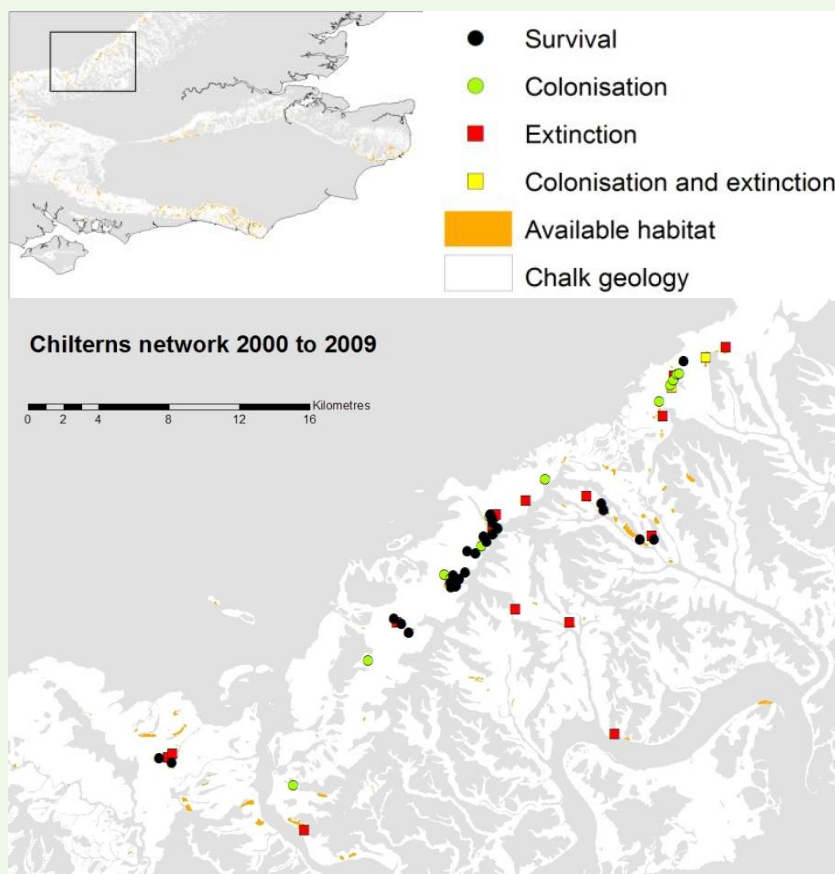 Survival
Colonisation
Extinction
Colonisation and extinction
Available habitat
Chalk geology
Chilterns network 2000 to 2009
Kilometres
0 2 4 8 12 16